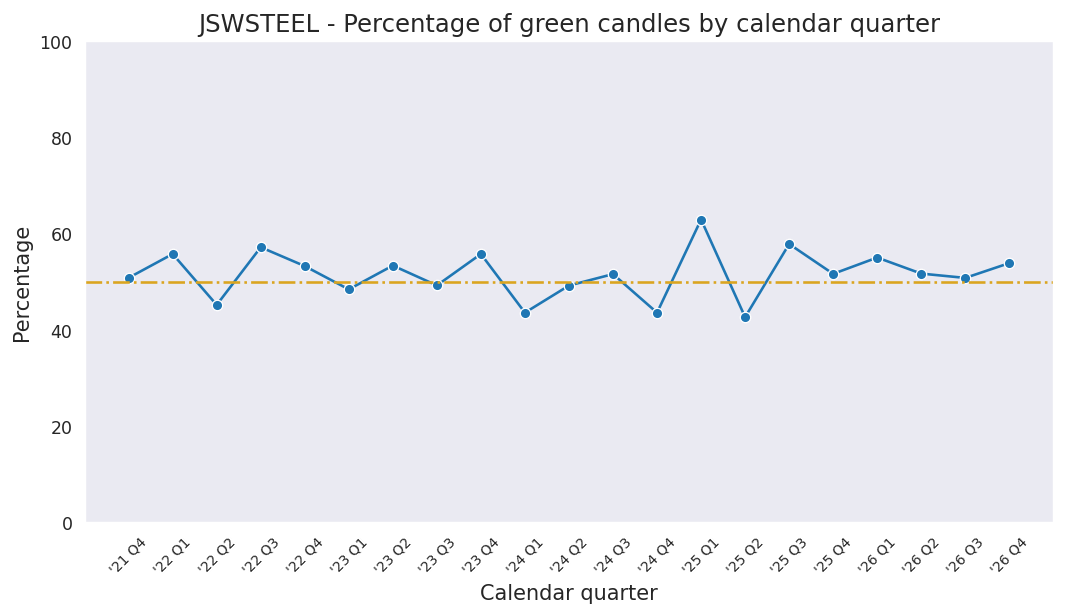 JSWSTEEL - Percentage of green candles by calendar quarter
Percentage
100
80
60
40
20
0
'21 Q4
'22 Q1
'22 Q2
'22 Q3
'22 Q4
'23 Q1
'23 Q2
'23 Q3
'23 Q4
'24 Q1
'24 Q2
'24 Q3
'24 Q4
'25 Q1
'25 Q2
'25 Q3
'25 Q4
'26 Q1
'26 Q2
'26 Q3
'26 Q4
Calendar quarter